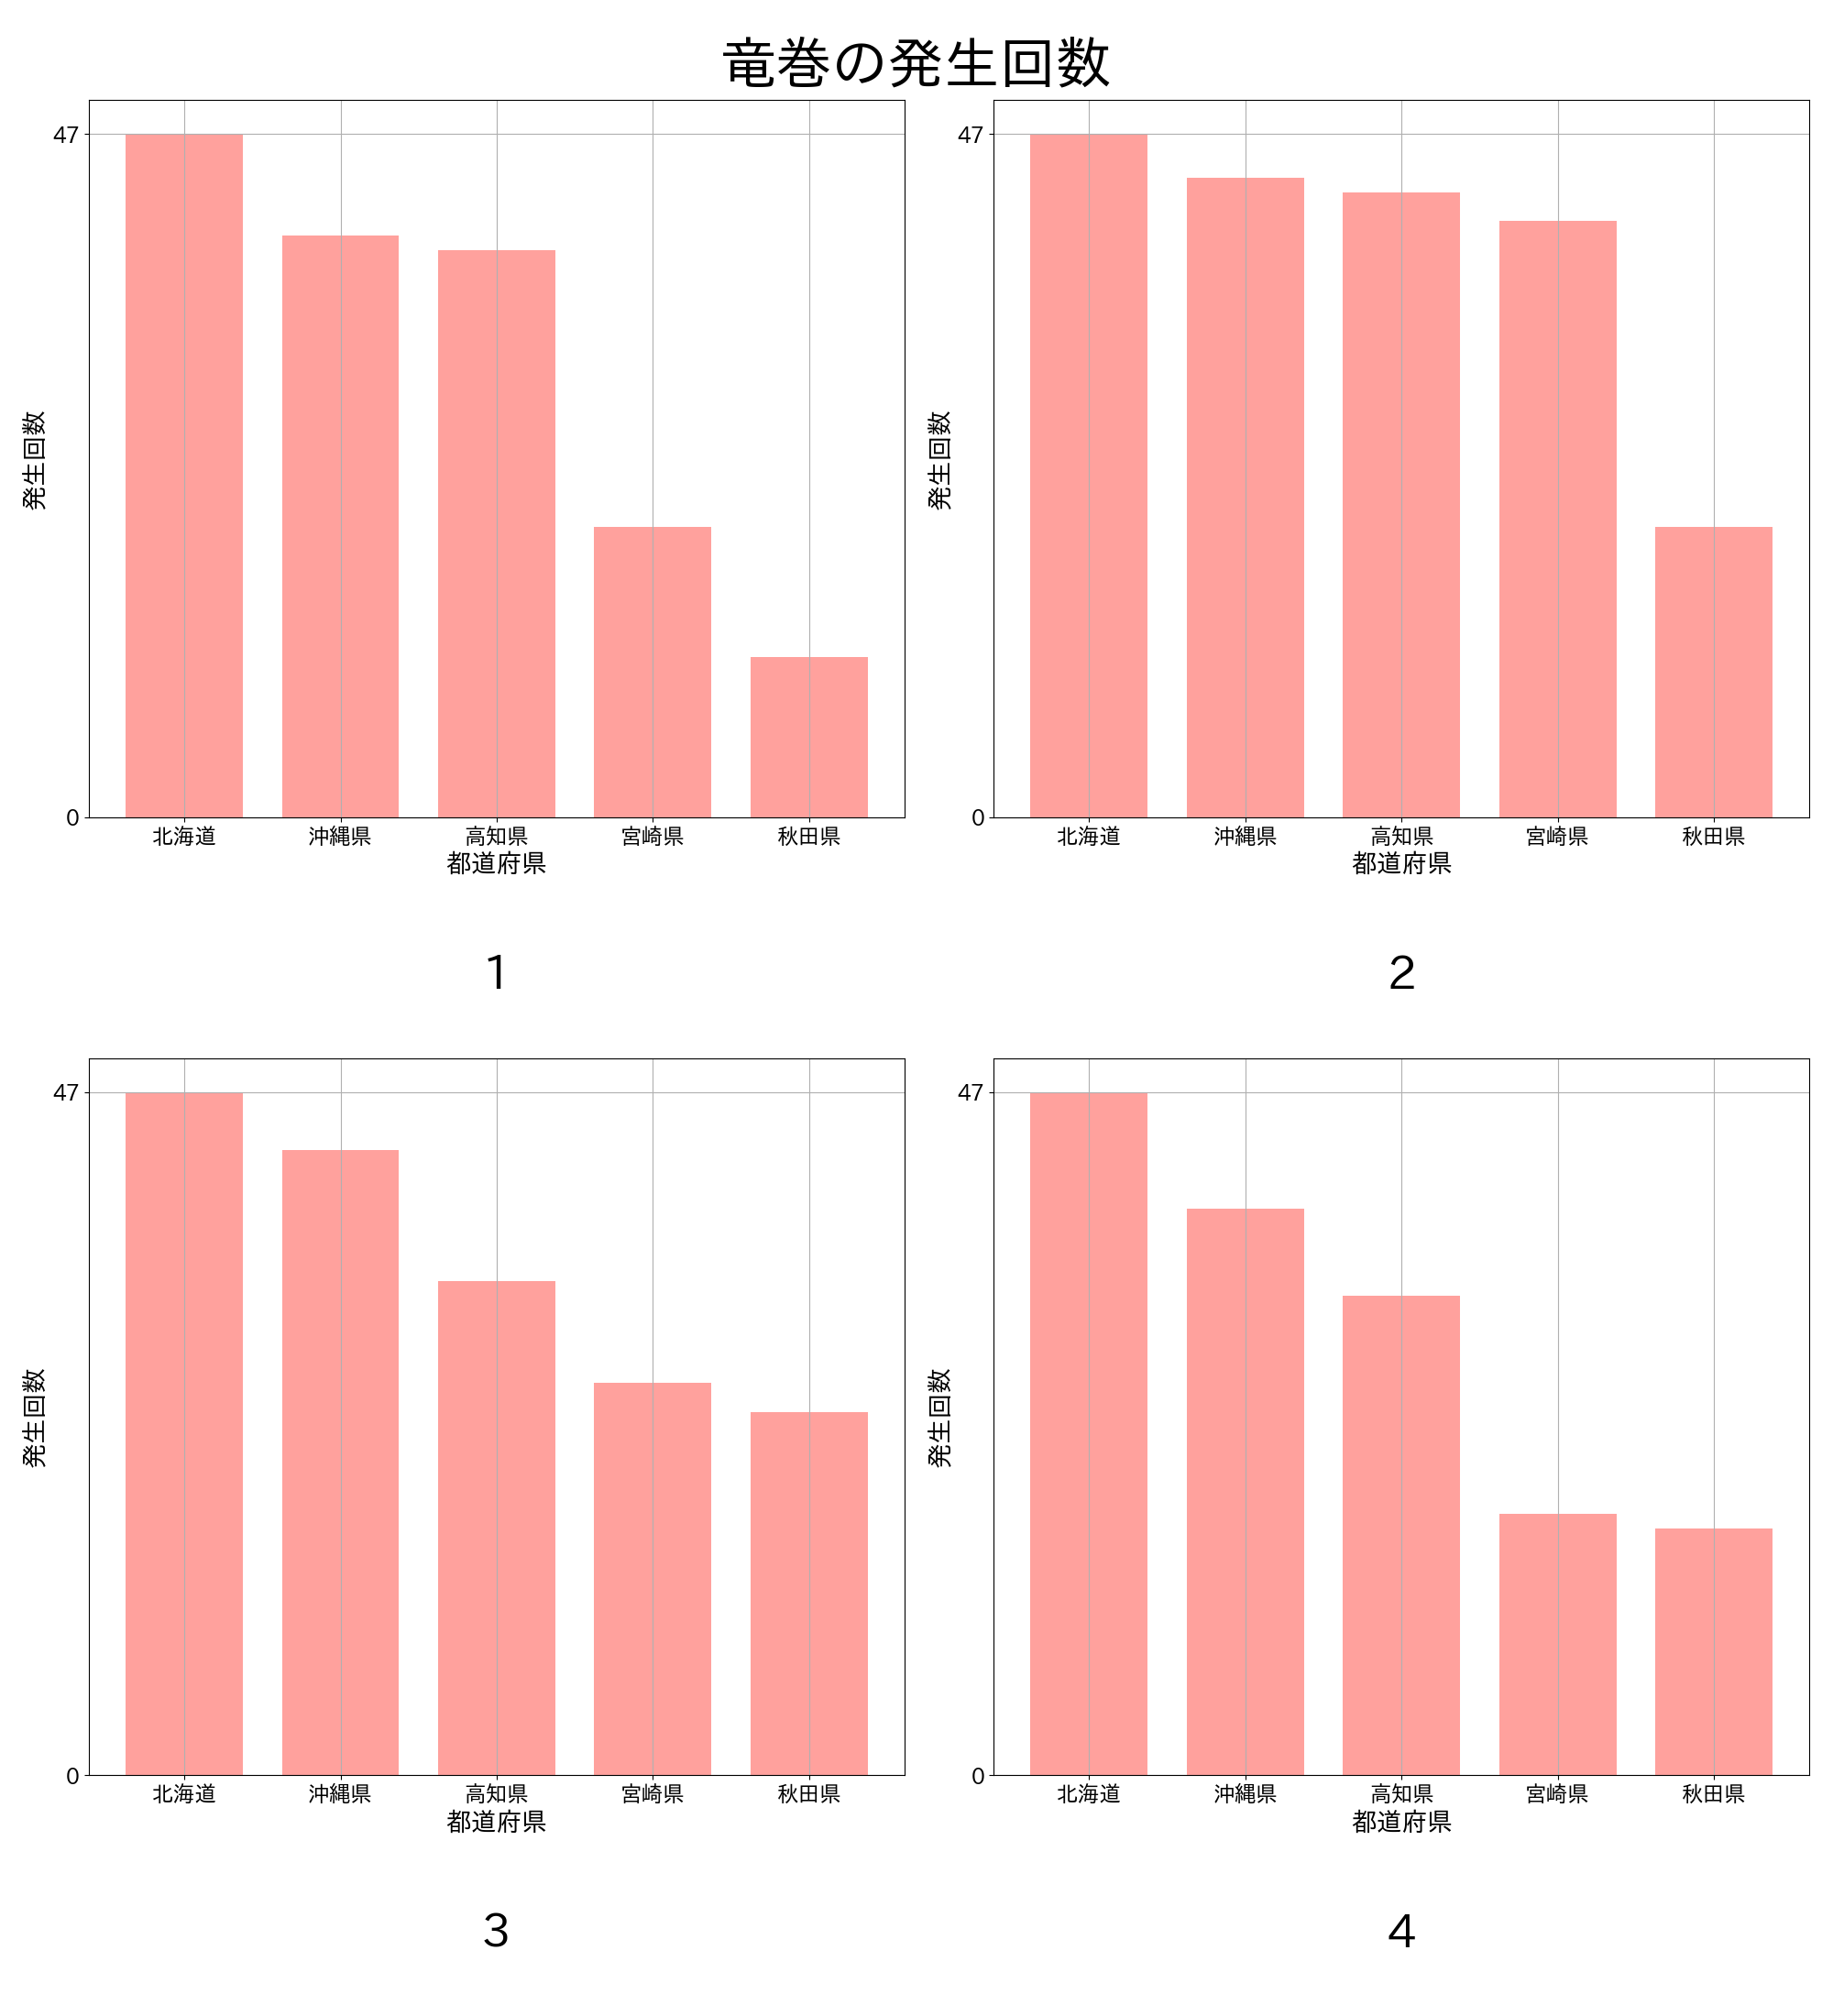 竜巻の発生回数
47
0
発生回数
北海道 沖縄県 高知県 宮崎県 秋田県
都道府県
1
47
0
発生回数
北海道 沖縄県 高知県 宮崎県 秋田県
都道府県
2
47
0
発生回数
北海道 沖縄県 高知県 宮崎県 秋田県
都道府県
3
47
0
発生回数
北海道 沖縄県 高知県 宮崎県 秋田県
都道府県
4